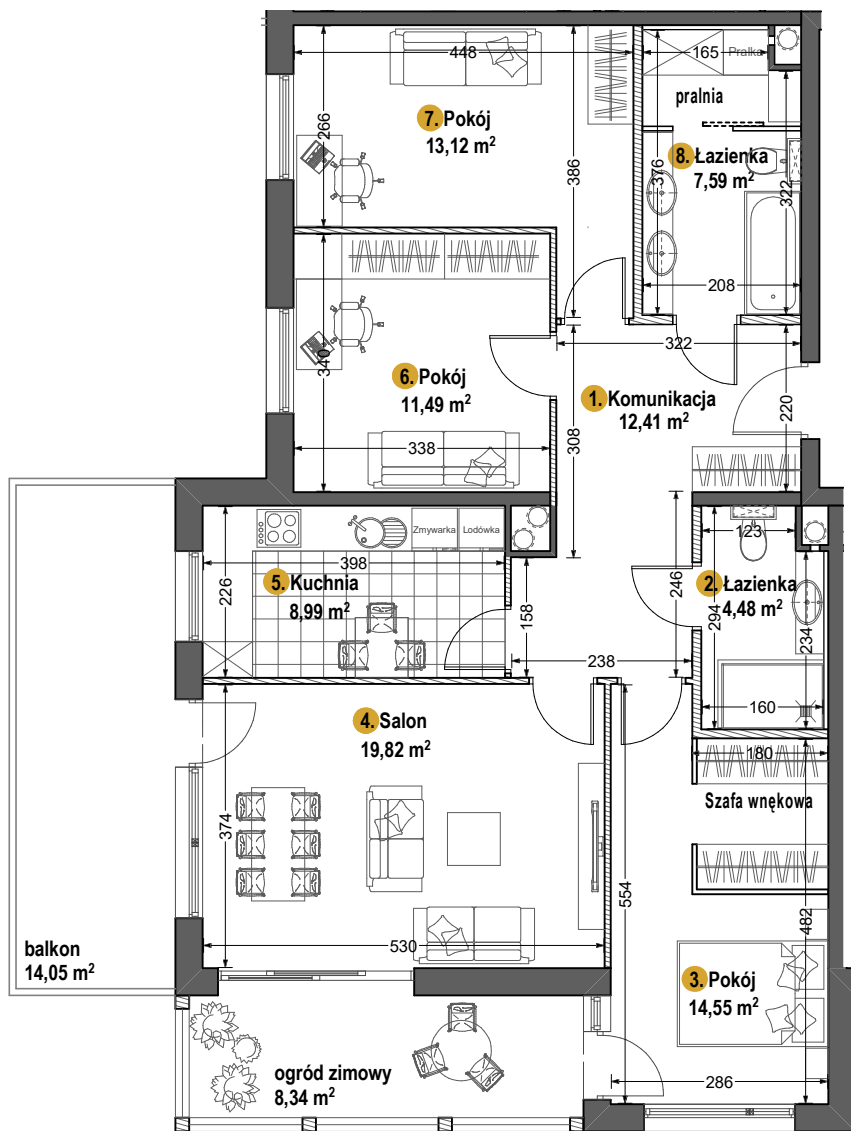 448
165
Pralka
pralnia
7. Pokój
13,12 m²
266
386
376
8. Łazienka
7,59 m²
322
208
322
340
6. Pokój
11,49 m²
1. Komunikacja
12,41 m²
220
338
308
Zmywarka
Lodówka
123
398
5. Kuchnia
8,99 m²
226
158
246
2. Łazienka
4,48 m²
294
234
238
160
4. Salon
19,82 m²
180
Szafa wnękowa
374
554
482
530
balkon
14,05 m²
3. Pokój
14,55 m²
ogród zimowy
8,34 m²
286